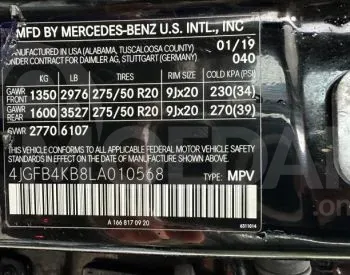 MFD BY MERCEDES-BENZ U.S. INTL., INC
IN USA (ALABAMA, TUSCALOOSA COUNTY) 01/19
UNDER CONTRACT FOR DAIMLER AG, STUTTGART (GERMANY) 040
KG LB TIRES RIMS COLD KPA(PSI)
GAWR FRONT 1350 2976 275/50 R20 9Jx20 230(34)
GAWR REAR 1600 3527 275/50 R20 9Jx20 270(39)
GWR 2770 6107
THIS VEHICLE CONFORMS TO ALL APPLICABLE FEDERAL MOTOR VEHICLE SAFETY STANDARDS IN EFFECT ON THE DATE OF MANUFACTURE SHOWN ABOVE.
4JGFB4KB8LA010568 TYPE: MPV
A 166 817 09 20
6311014